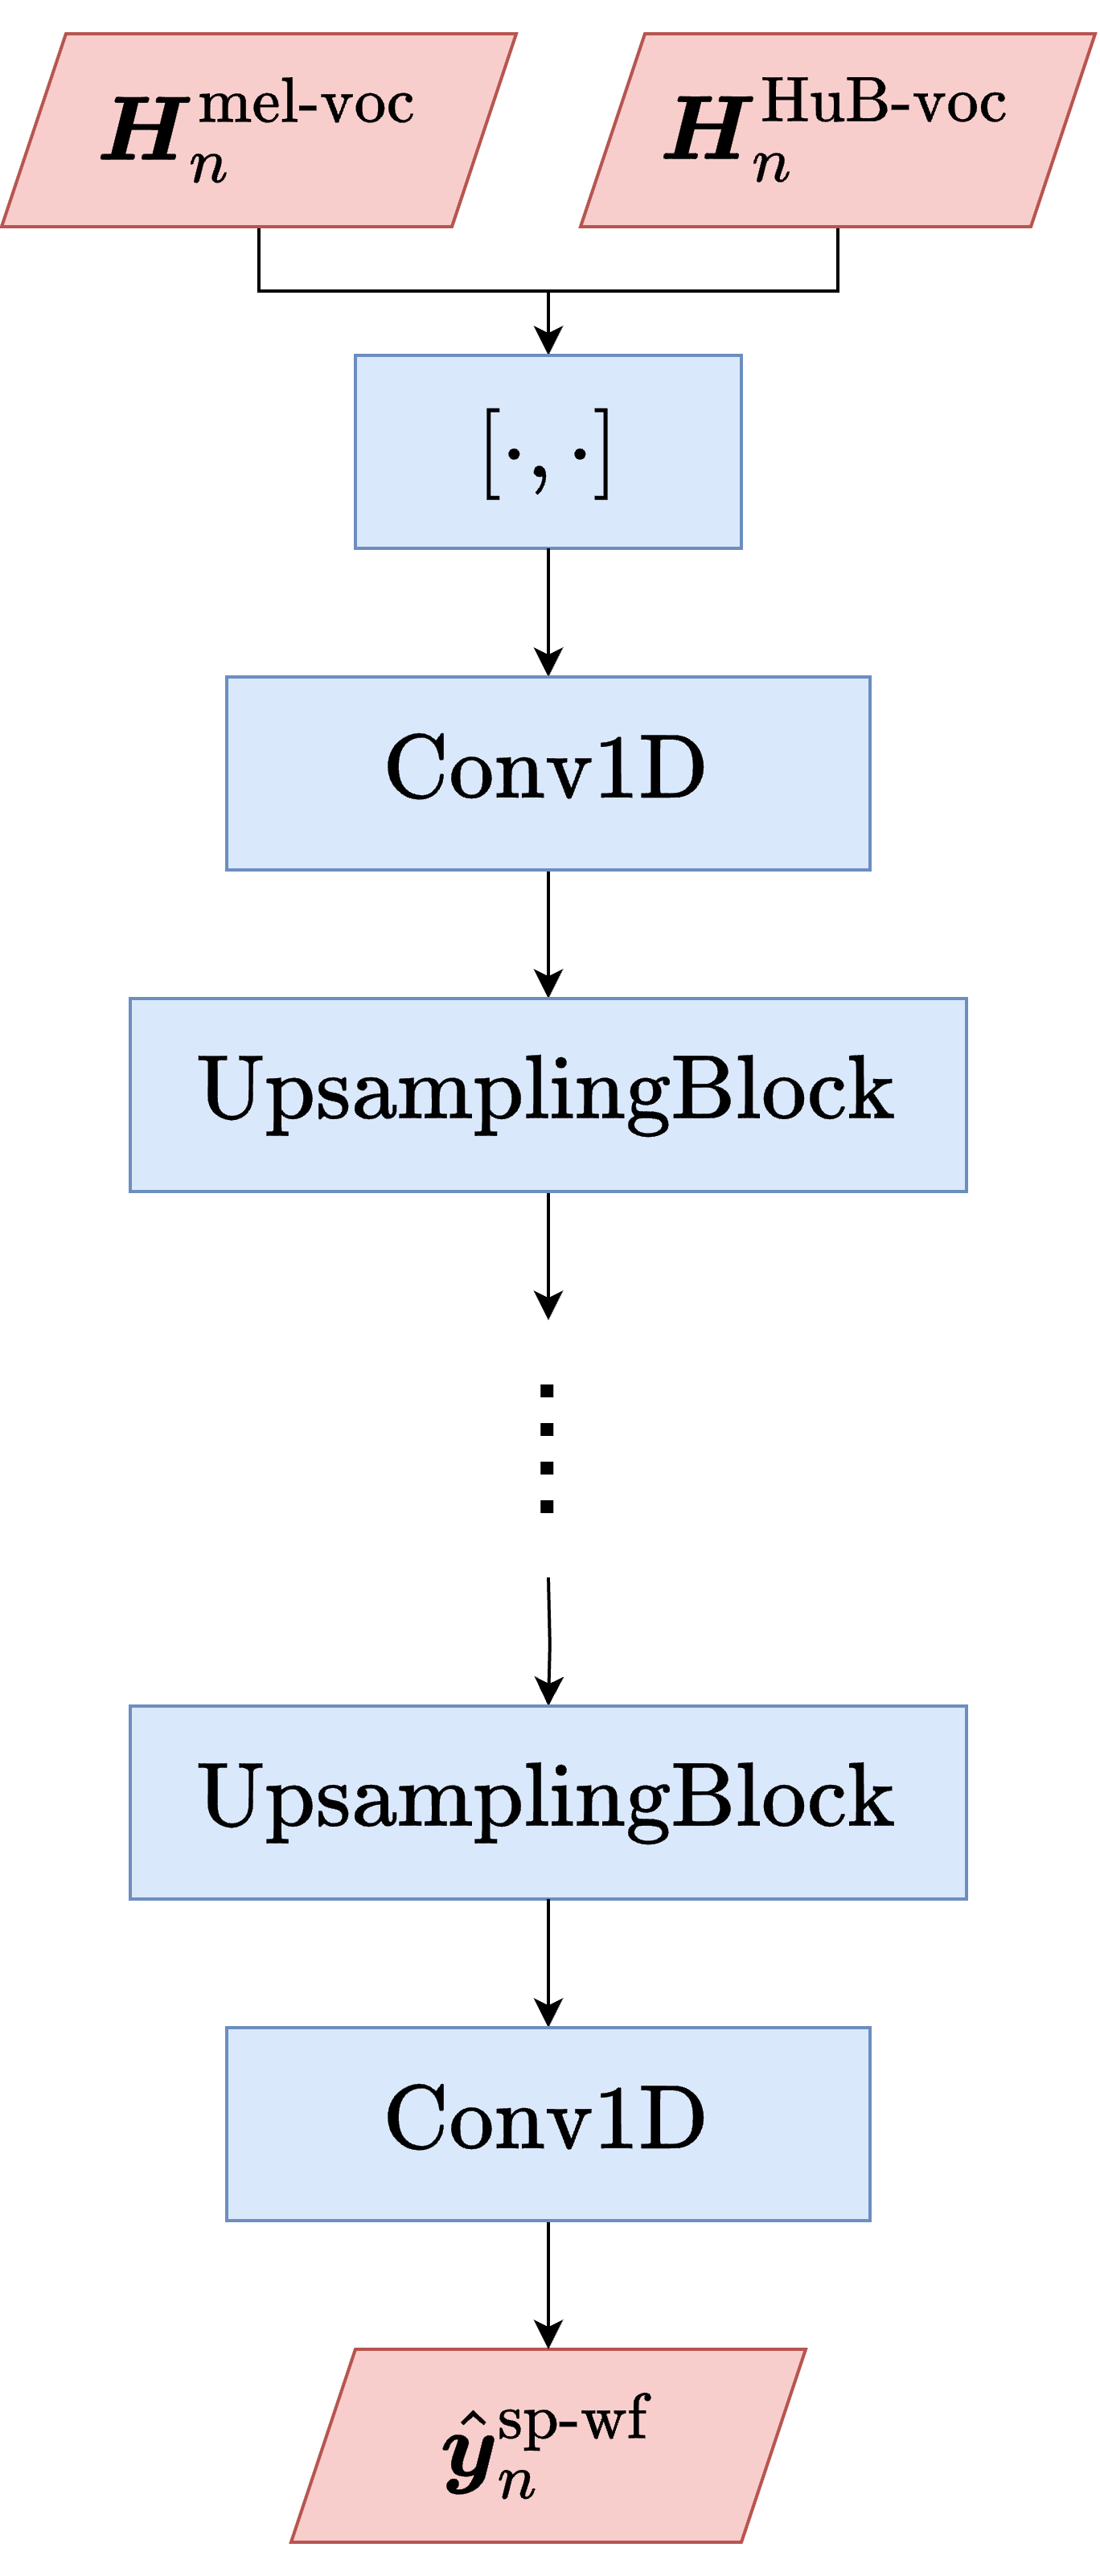 H_n^{mel-voc} H_n^{HuB-voc}
[·, ·]
Conv1D
UpsamplingBlock
UpsamplingBlock
Conv1D
ŷ_n^{sp-wf}